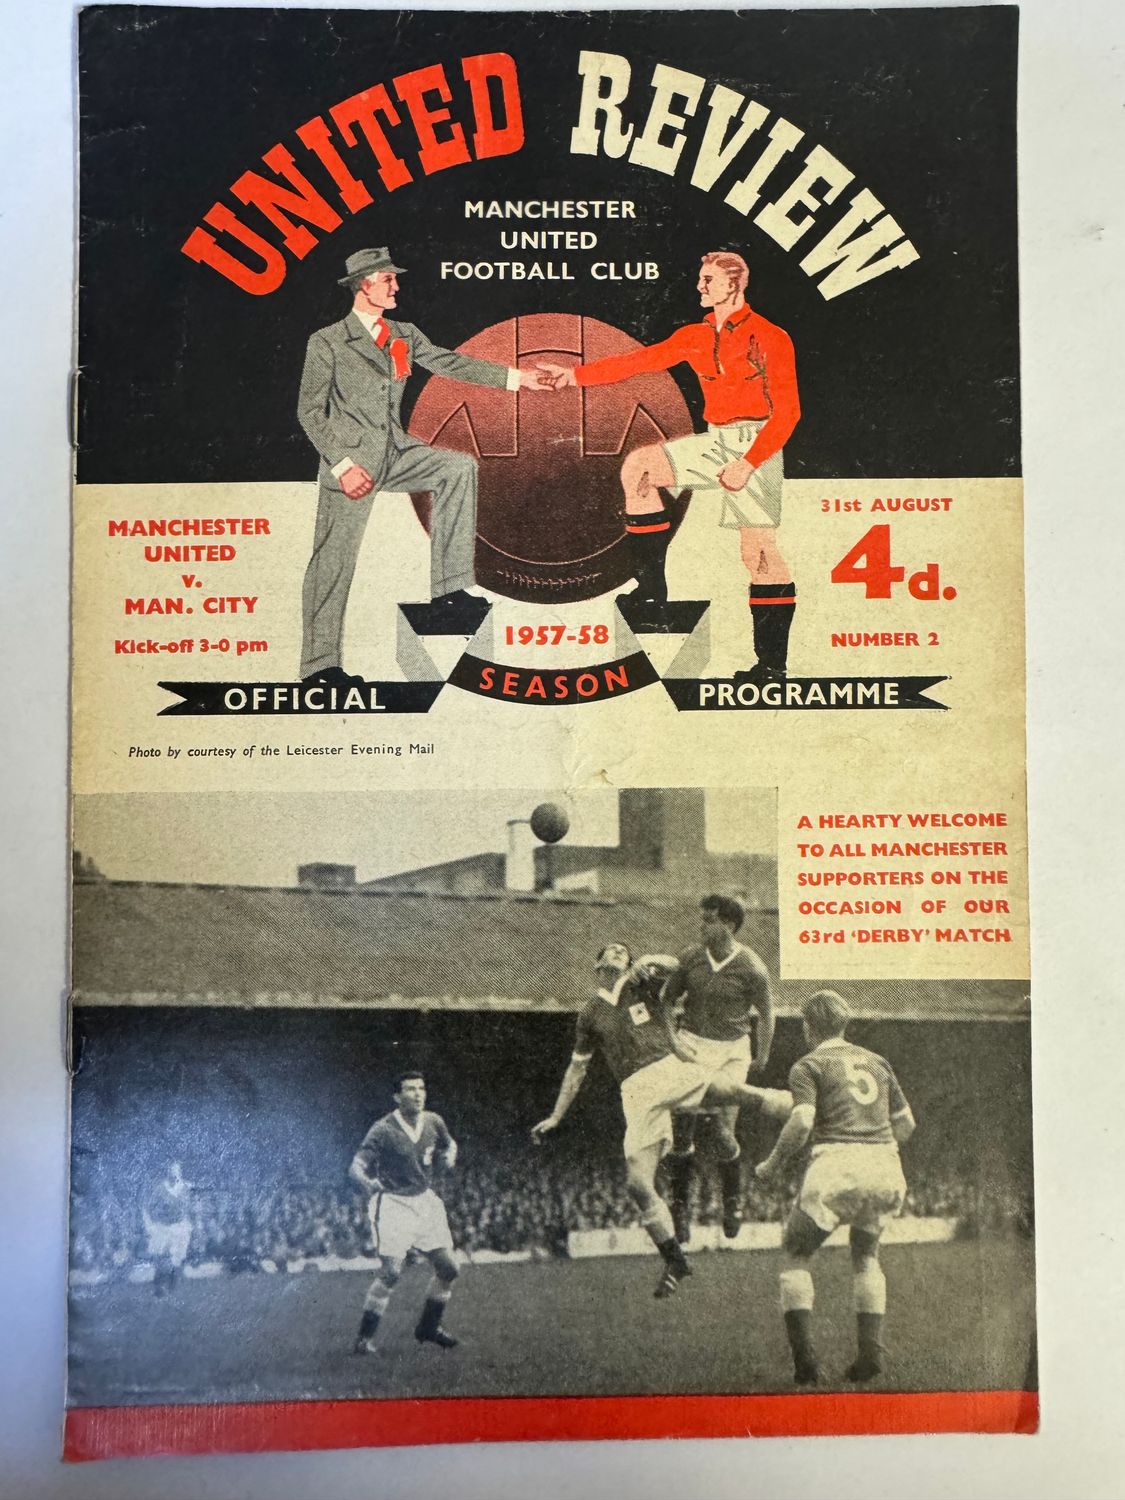 UNITED REVIEW
MANCHESTER
UNITED
FOOTBALL CLUB
MANCHESTER
UNITED
v.
MAN. CITY
Kick-off 3-0 pm
31st AUGUST
4d.
NUMBER 2
1957-58
SEASON
OFFICIAL
PROGRAMME
Photo by courtesy of the Leicester Evening Mail
A HEARTY WELCOME
TO ALL MANCHESTER
SUPPORTERS ON THE
OCCASION OF OUR
63rd 'DERBY' MATCH
5